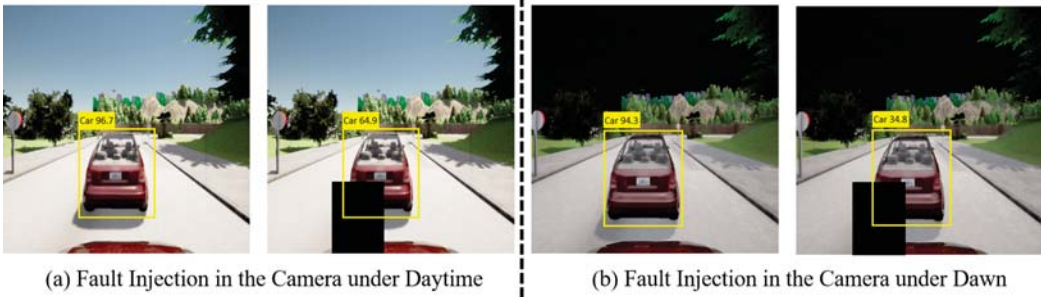 Car 96.7
Car 64.9
Car 94.3
Car 34.8
(a) Fault Injection in the Camera under Daytime
(b) Fault Injection in the Camera under Dawn